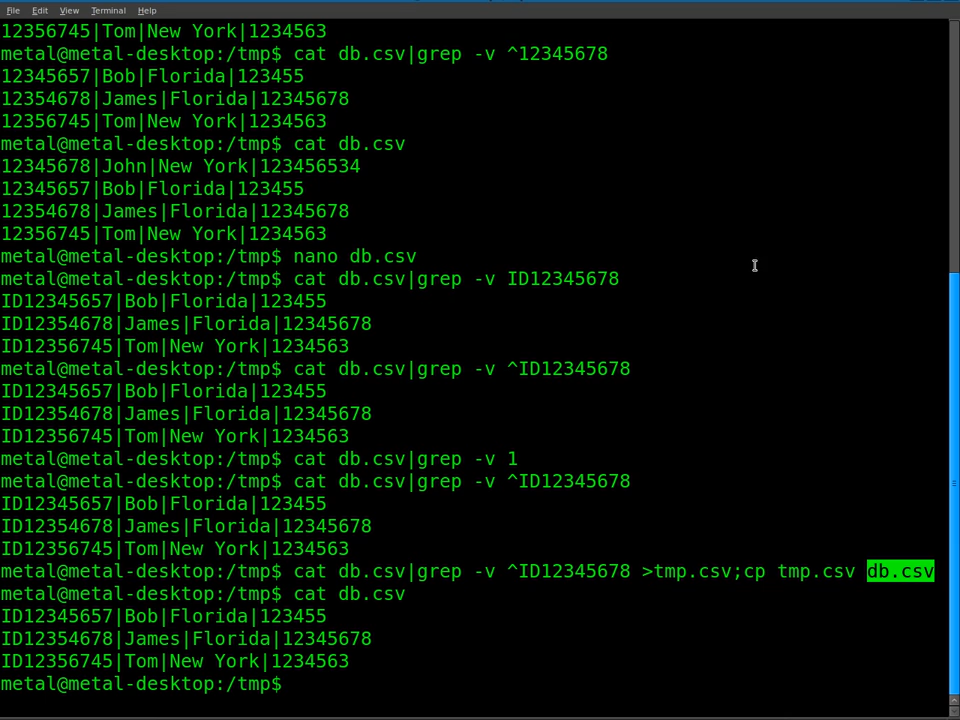 File Edit View Terminal Help
12356745|Tom|New York|1234563
metal@metal-desktop:/tmp$ cat db.csv|grep -v ^12345678
12345657|Bob|Florida|123455
12354678|James|Florida|12345678
12356745|Tom|New York|1234563
metal@metal-desktop:/tmp$ cat db.csv
12345678|John|New York|123456534
12345657|Bob|Florida|123455
12354678|James|Florida|12345678
12356745|Tom|New York|1234563
metal@metal-desktop:/tmp$ nano db.csv
metal@metal-desktop:/tmp$ cat db.csv|grep -v ID12345678
ID12345657|Bob|Florida|123455
ID12354678|James|Florida|12345678
ID12356745|Tom|New York|1234563
metal@metal-desktop:/tmp$ cat db.csv|grep -v ^ID12345678
ID12345657|Bob|Florida|123455
ID12354678|James|Florida|12345678
ID12356745|Tom|New York|1234563
metal@metal-desktop:/tmp$ cat db.csv|grep -v 1
metal@metal-desktop:/tmp$ cat db.csv|grep -v ^ID12345678
ID12345657|Bob|Florida|123455
ID12354678|James|Florida|12345678
ID12356745|Tom|New York|1234563
metal@metal-desktop:/tmp$ cat db.csv|grep -v ^ID12345678 >tmp.csv;cp tmp.csv db.csv
metal@metal-desktop:/tmp$ cat db.csv
ID12345657|Bob|Florida|123455
ID12354678|James|Florida|12345678
ID12356745|Tom|New York|1234563
metal@metal-desktop:/tmp$